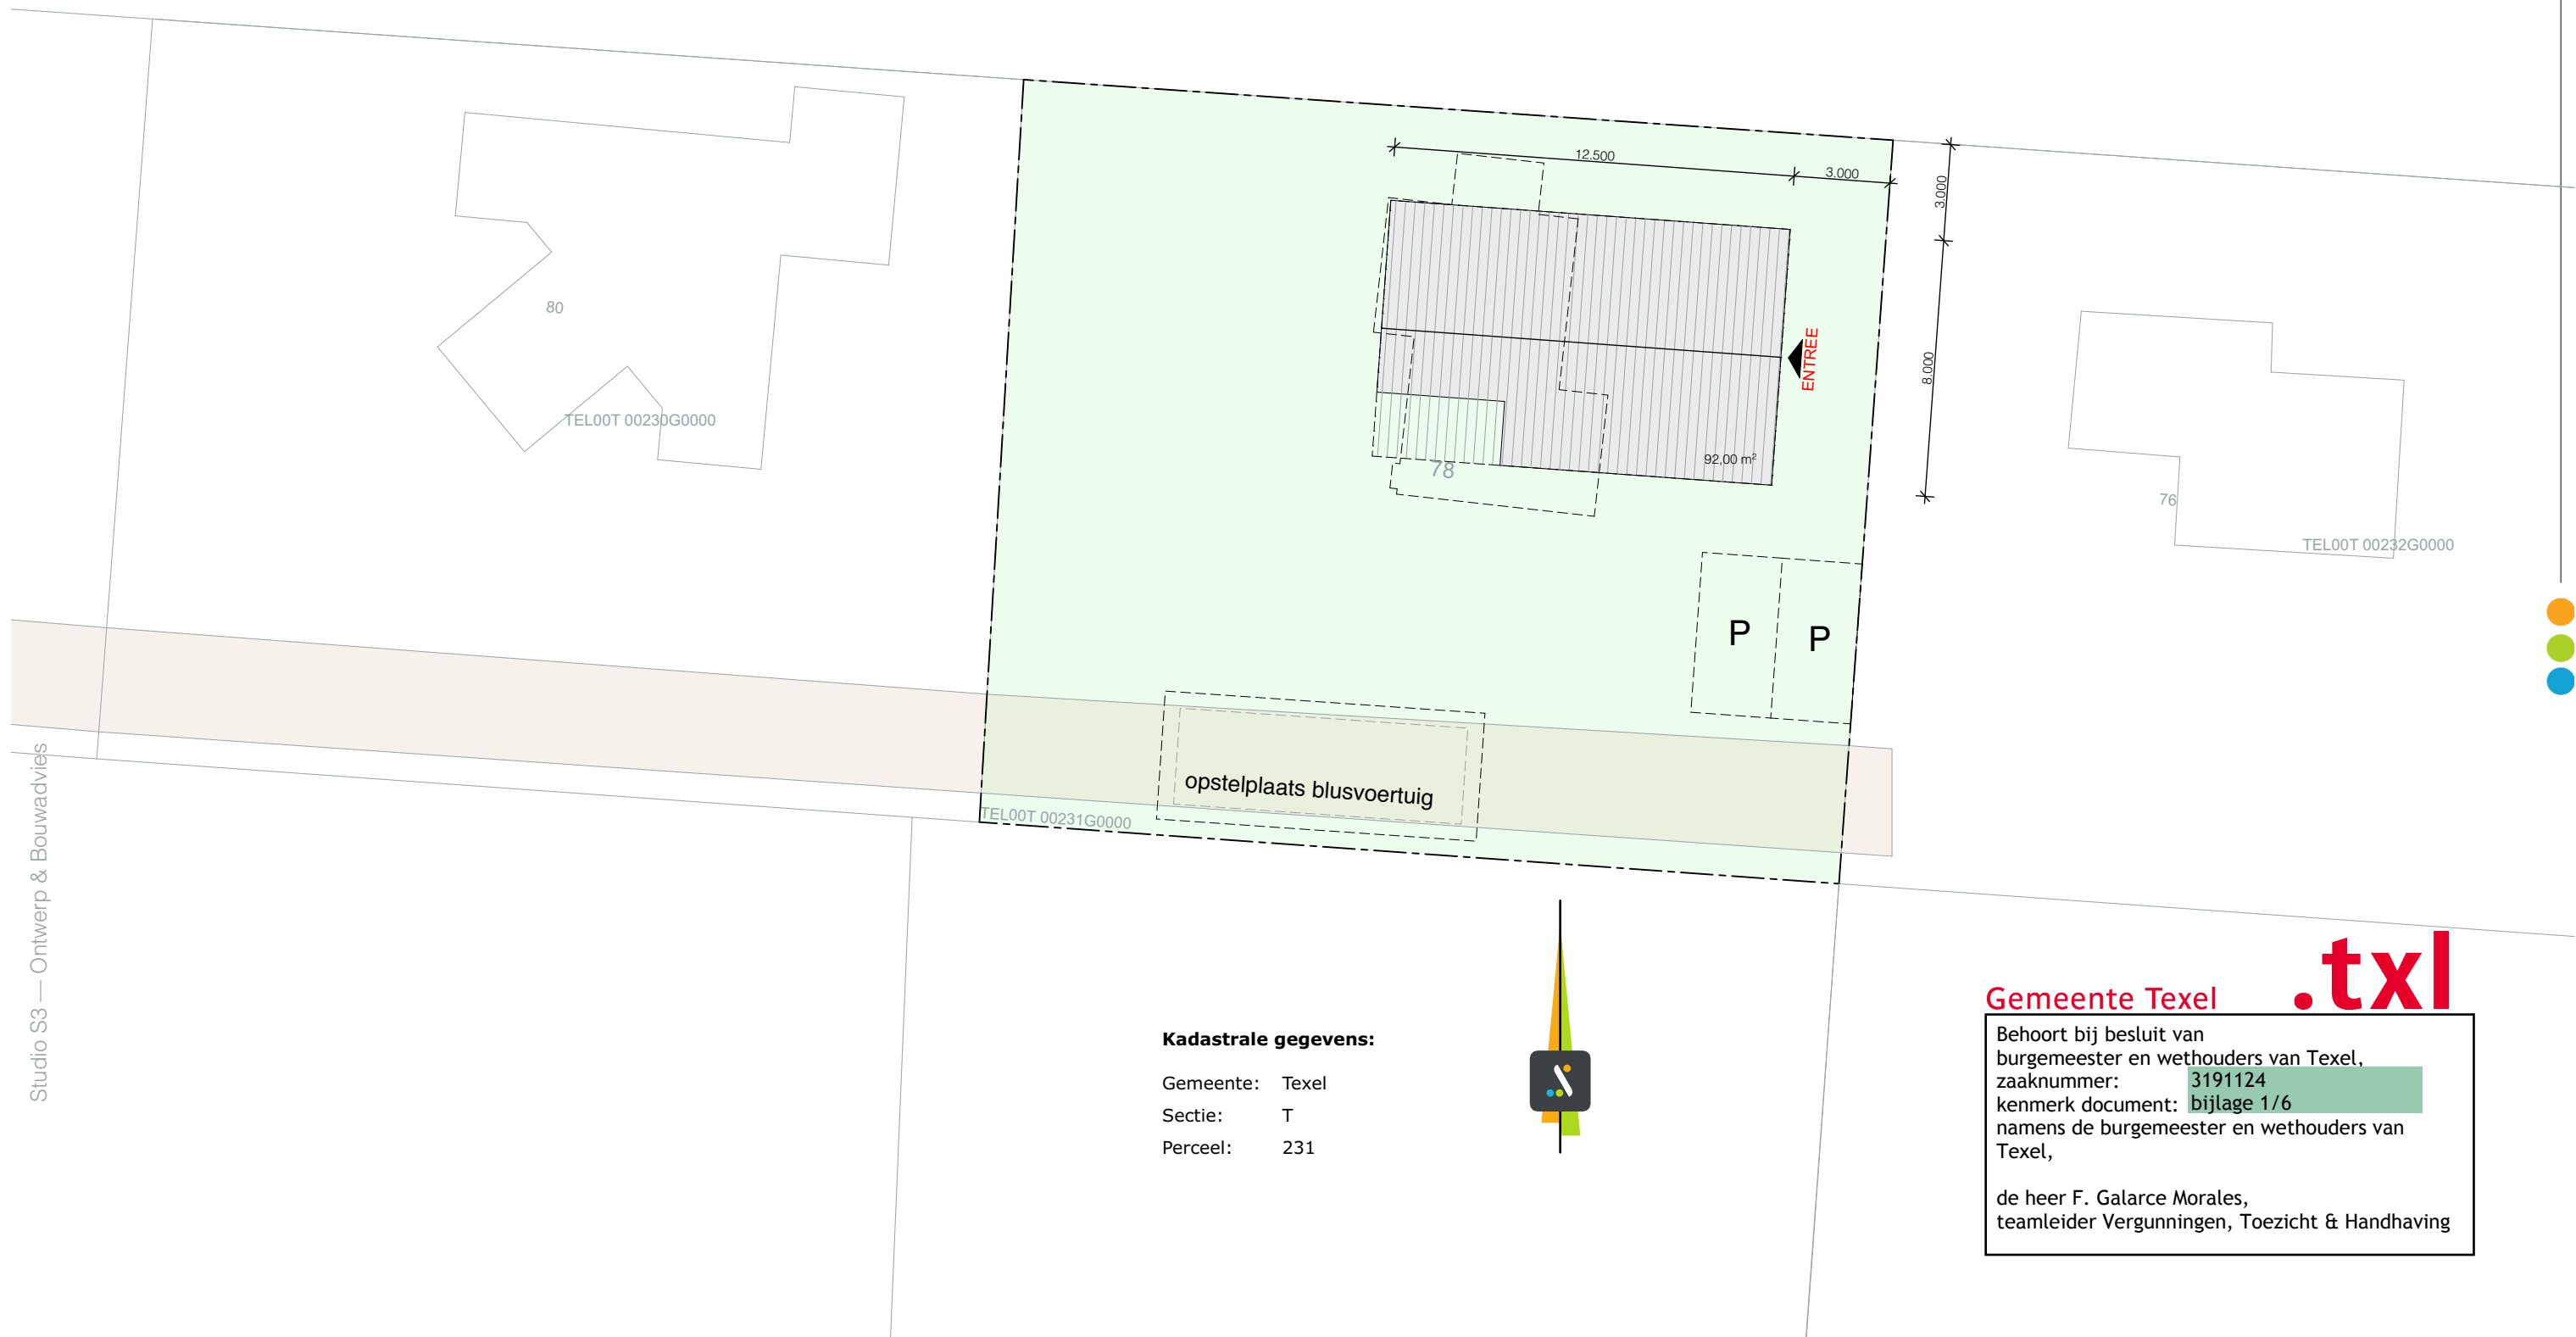 12.500
3.000
3.000
8.000
80
TEL00T 00230G0000
ENTREE
92,00 m²
78
76
TEL00T 00232G0000
P
P
opstelplaats blusvoertuig
TEL00T 00231G0000
Studio S3 — Ontwerp & Bouwadvies
Kadastrale gegevens:
Gemeente: Texel
Sectie: T
Perceel: 231
.txl
Gemeente Texel
Behoort bij besluit van
burgemeester en wethouders van Texel,
zaaknummer: 3191124
kenmerk document: bijlage 1/6
namens de burgemeester en wethouders van
Texel,
de heer F. Galarce Morales,
teamleider Vergunningen, Toezicht & Handhaving